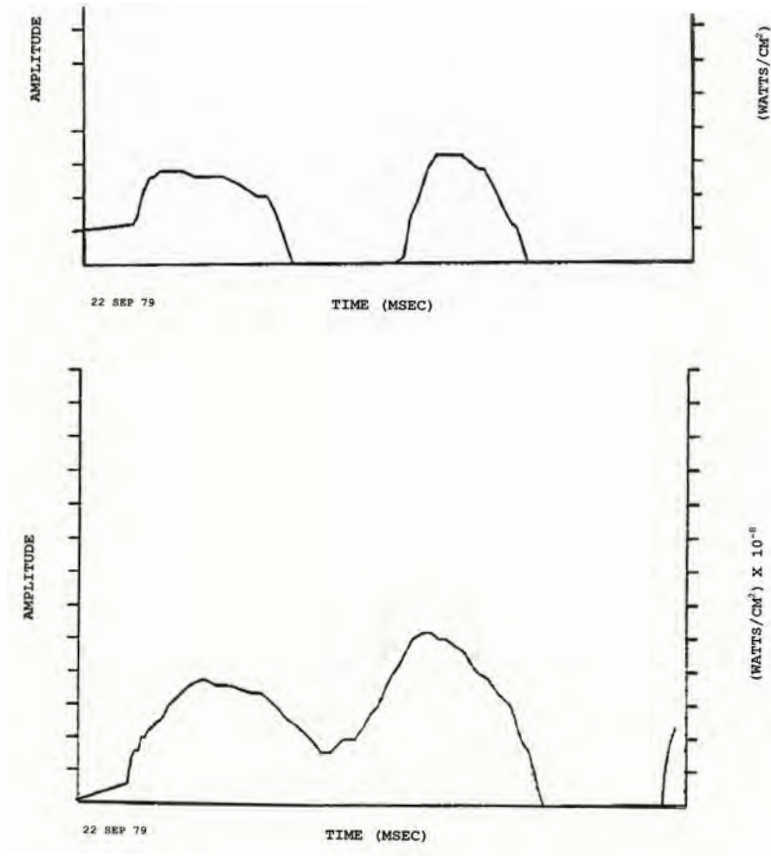 AMPLITUDE
(WATTS/CM²)
22 SEP 79
TIME (MSEC)
AMPLITUDE
(WATTS/CM²) X 10⁻⁸
22 SEP 79
TIME (MSEC)